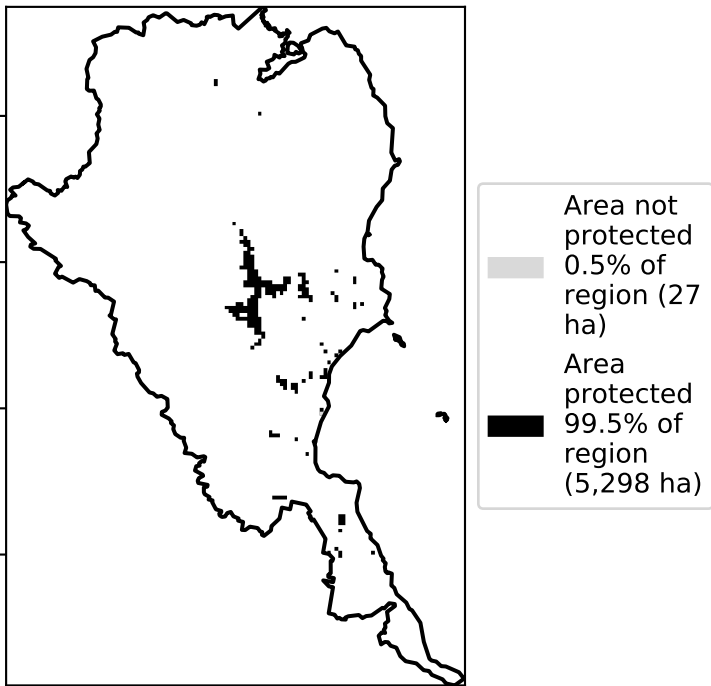 Area not
protected
0.5% of
region (27
ha)
Area
protected
99.5% of
region
(5,298 ha)